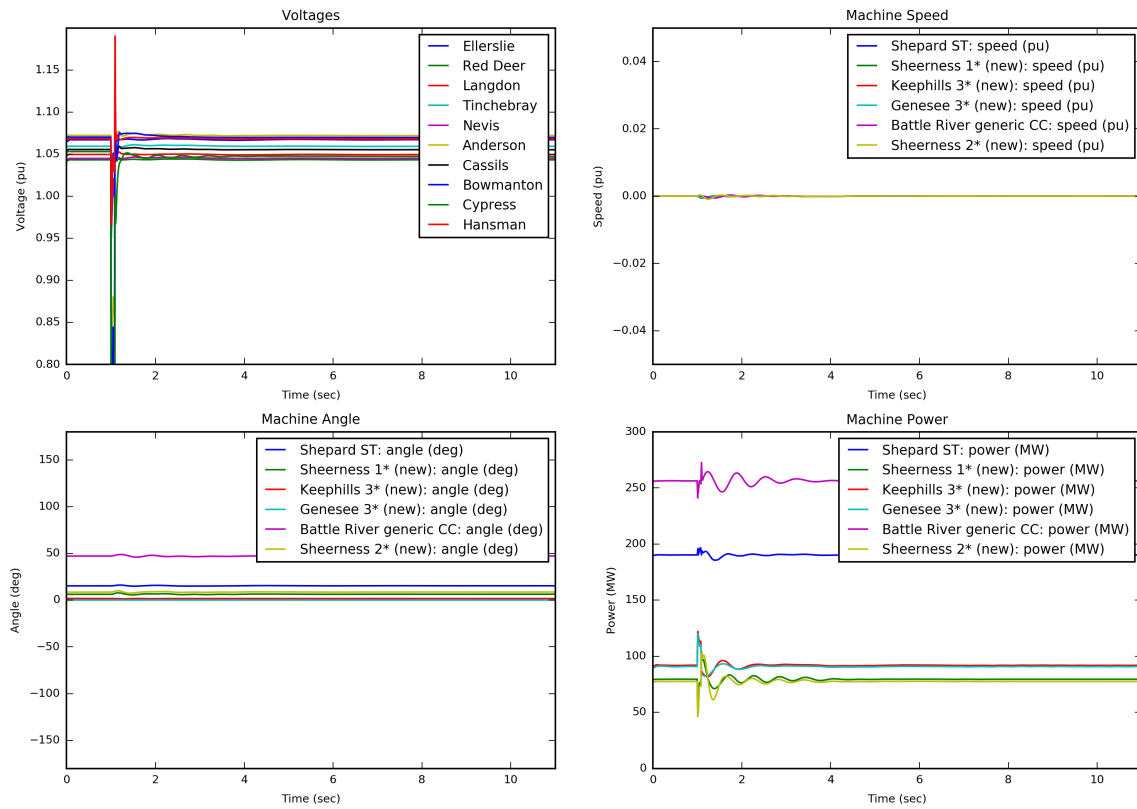 Voltages
1.15
1.10
1.05
1.00
0.95
0.90
0.85
0.80
Voltage (pu)
0 2 4 6 8 10
Time (sec)
Ellerslie
Red Deer
Langdon
Tinchebray
Nevis
Anderson
Cassils
Bowmanton
Cypress
Hansman
Machine Speed
0.04
0.02
0.00
−0.02
−0.04
Speed (pu)
0 2 4 6 8 10
Time (sec)
Shepard ST: speed (pu)
Sheerness 1* (new): speed (pu)
Keephills 3* (new): speed (pu)
Genesee 3* (new): speed (pu)
Battle River generic CC: speed (pu)
Sheerness 2* (new): speed (pu)
Machine Angle
150
100
50
0
−50
−100
−150
Angle (deg)
0 2 4 6 8 10
Time (sec)
Shepard ST: angle (deg)
Sheerness 1* (new): angle (deg)
Keephills 3* (new): angle (deg)
Genesee 3* (new): angle (deg)
Battle River generic CC: angle (deg)
Sheerness 2* (new): angle (deg)
Machine Power
300
250
200
150
100
50
0
Power (MW)
0 2 4 6 8 10
Time (sec)
Shepard ST: power (MW)
Sheerness 1* (new): power (MW)
Keephills 3* (new): power (MW)
Genesee 3* (new): power (MW)
Battle River generic CC: power (MW)
Sheerness 2* (new): power (MW)